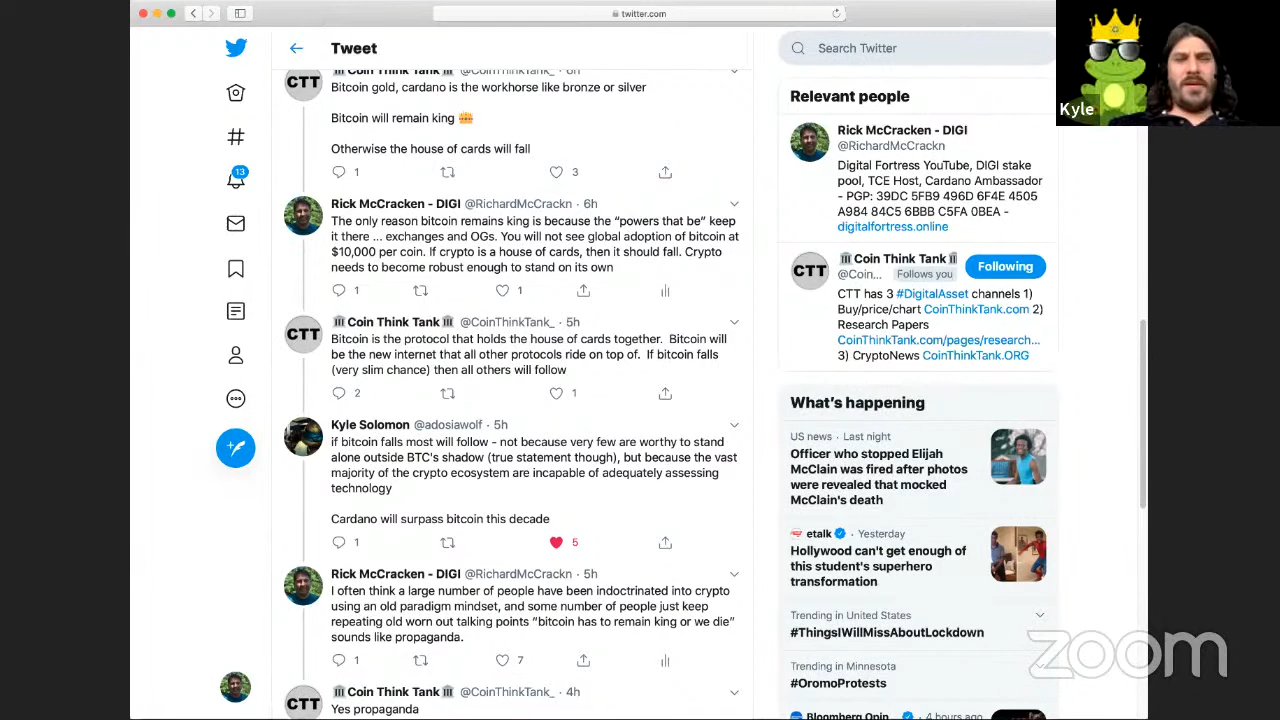 twitter.com
Tweet
Search Twitter
Coin Think Tank @CoinThinkTank_ · 6h
CTT
Bitcoin gold, cardano is the workhorse like bronze or silver
Bitcoin will remain king
Otherwise the house of cards will fall
1 3
Rick McCracken - DIGI @RichardMcCrackn · 6h
The only reason bitcoin remains king is because the “powers that be” keep
it there ... exchanges and OGs. You will not see global adoption of bitcoin at
$10,000 per coin. If crypto is a house of cards, then it should fall. Crypto
needs to become robust enough to stand on its own
1 1
Coin Think Tank @CoinThinkTank_ · 5h
CTT
Bitcoin is the protocol that holds the house of cards together. Bitcoin will
be the new internet that all other protocols ride on top of. If bitcoin falls
(very slim chance) then all others will follow
2 1
Kyle Solomon @adosiawolf · 5h
if bitcoin falls most will follow - not because very few are worthy to stand
alone outside BTC's shadow (true statement though), but because the vast
majority of the crypto ecosystem are incapable of adequately assessing
technology
Cardano will surpass bitcoin this decade
1 5
Rick McCracken - DIGI @RichardMcCrackn · 5h
I often think a large number of people have been indoctrinated into crypto
using an old paradigm mindset, and some number of people just keep
repeating old worn out talking points “bitcoin has to remain king or we die”
sounds like propaganda.
1 7
Coin Think Tank @CoinThinkTank_ · 4h
CTT
Yes propaganda
13
Relevant people
Rick McCracken - DIGI
@RichardMcCrackn
Digital Fortress YouTube, DIGI stake
pool, TCE Host, Cardano Ambassador
- PGP: 39DC 5FB9 496D 6F4E 4505
A984 84C5 6BBB C5FA 0BEA -
digitalfortress.online
CTT
Coin Think Tank
@Coin... Follows you
Following
CTT has 3 #DigitalAsset channels 1)
Buy/price/chart CoinThinkTank.com 2)
Research Papers
CoinThinkTank.com/pages/research...
3) CryptoNews CoinThinkTank.ORG
What’s happening
US news · Last night
Officer who stopped Elijah
McClain was fired after photos
were revealed that mocked
McClain's death
etalk · Yesterday
Hollywood can't get enough of
this student's superhero
transformation
Trending in United States
#ThingsIWillMissAboutLockdown
Trending in Minnesota
#OromoProtests
Bloomberg Opin... · 4 hours ago
Kyle
zoom